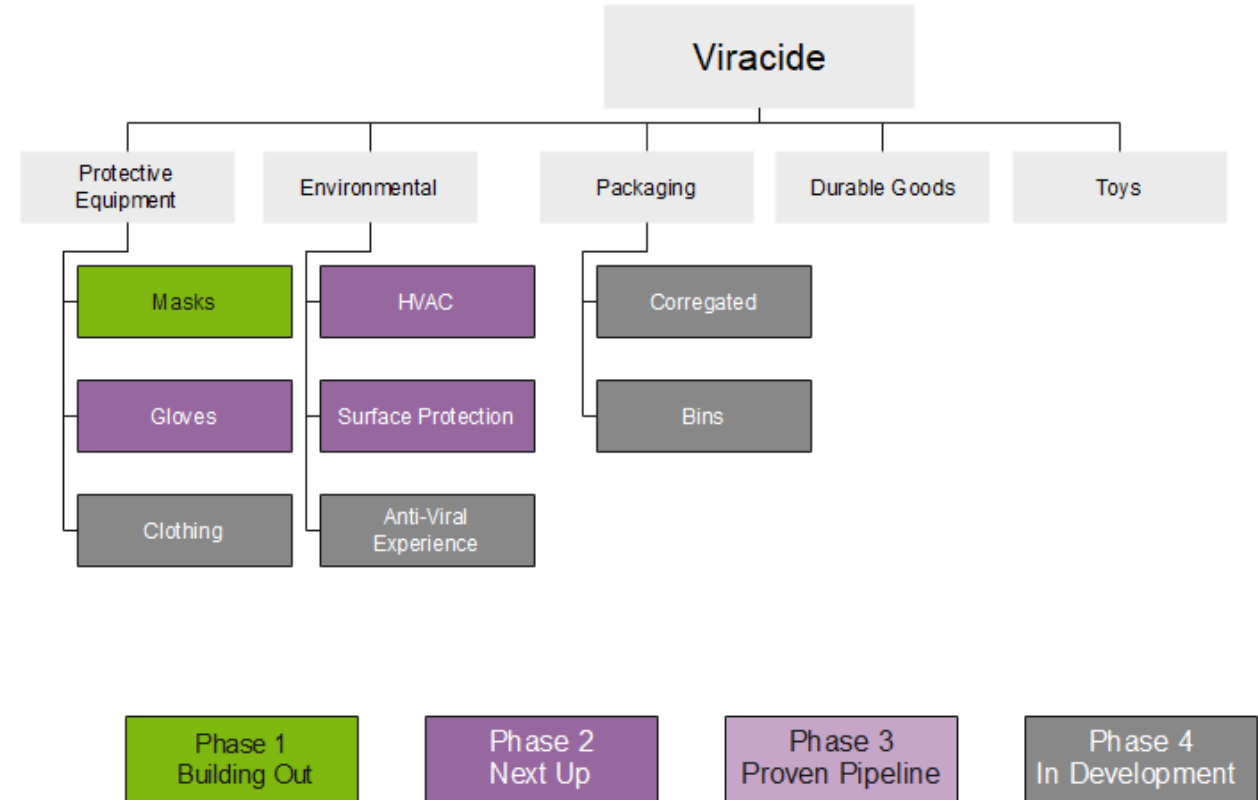 Viracide
Protective
Equipment
Environmental
Packaging
Durable Goods
Toys
Masks
HVAC
Corregated
Gloves
Surface Protection
Bins
Clothing
Anti-Viral
Experience
Phase 1
Building Out
Phase 2
Next Up
Phase 3
Proven Pipeline
Phase 4
In Development